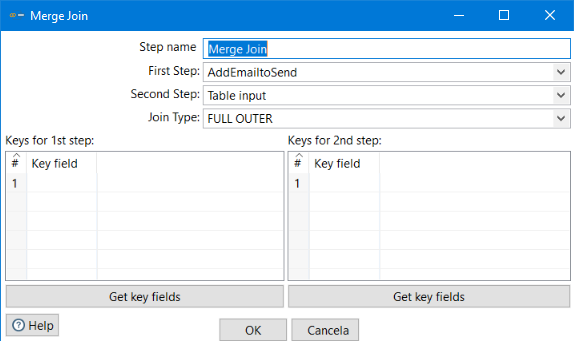 Merge Join
Step name Merge Join
First Step: AddEmailtoSend
Second Step: Table input
Join Type: FULL OUTER
Keys for 1st step: Keys for 2nd step:
# Key field # Key field
1 1
Get key fields Get key fields
Help OK Cancela